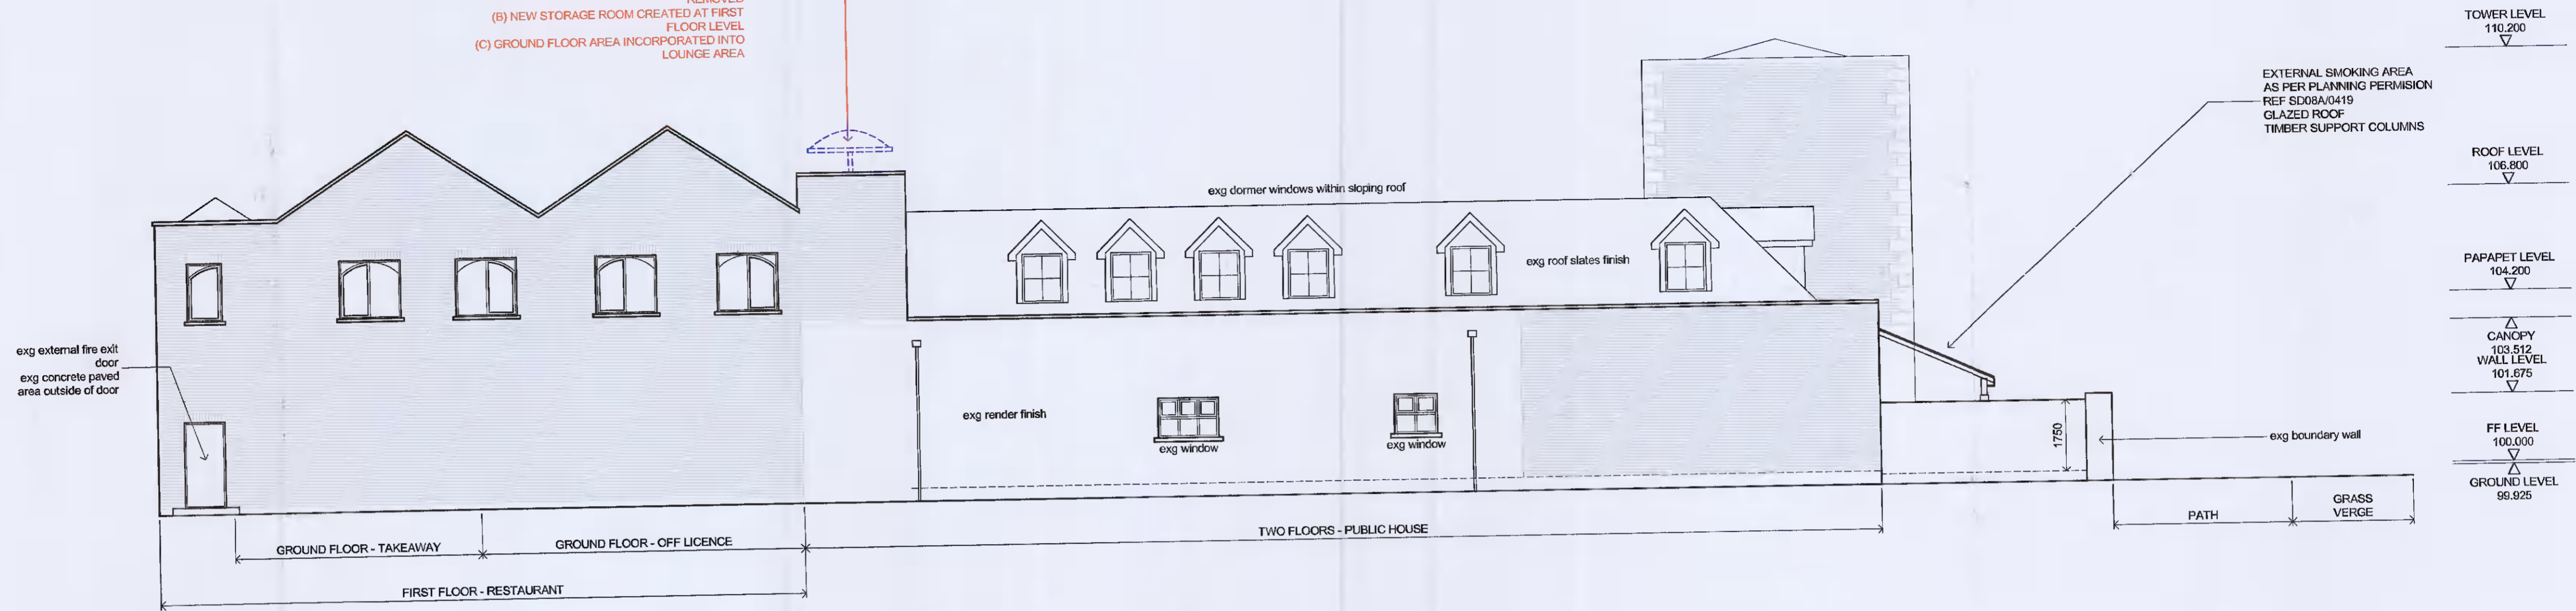 REMOVED
(B) NEW STORAGE ROOM CREATED AT FIRST
FLOOR LEVEL
(C) GROUND FLOOR AREA INCORPORATED INTO
LOUNGE AREA
TOWER LEVEL
110.200
EXTERNAL SMOKING AREA
AS PER PLANNING PERMISION
REF SD08A/0419
GLAZED ROOF
TIMBER SUPPORT COLUMNS
ROOF LEVEL
106.800
exg dormer windows within sloping roof
exg roof slates finish
PAPAPET LEVEL
104.200
CANOPY
103.512
WALL LEVEL
101.675
exg external fire exit
door
exg concrete paved
area outside of door
exg render finish
exg window
exg window
1750
exg boundary wall
FF LEVEL
100.000
GROUND LEVEL
99.925
GROUND FLOOR - TAKEAWAY
GROUND FLOOR - OFF LICENCE
TWO FLOORS - PUBLIC HOUSE
PATH
GRASS
VERGE
FIRST FLOOR - RESTAURANT